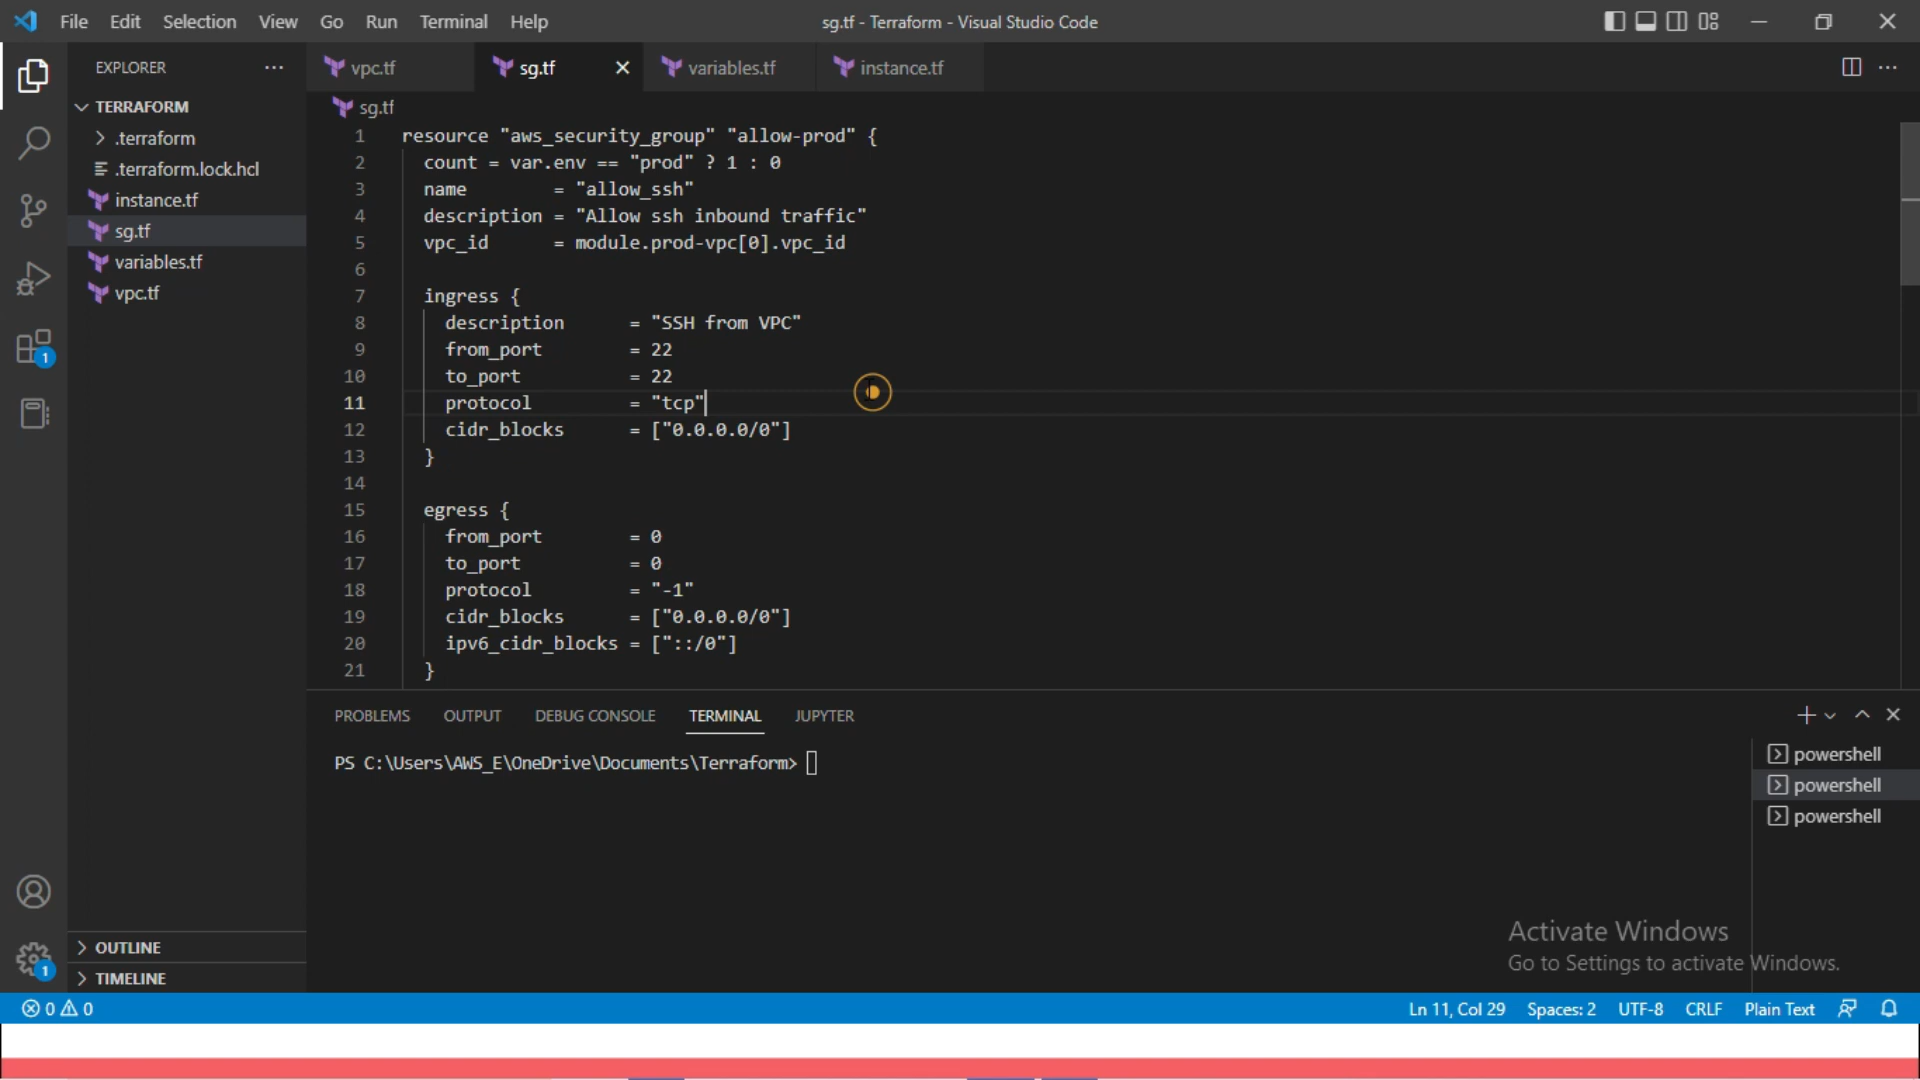 File Edit Selection View Go Run Terminal Help
sg.tf - Terraform - Visual Studio Code
EXPLORER
TERRAFORM
.terraform
.terraform.lock.hcl
instance.tf
sg.tf
variables.tf
vpc.tf
OUTLINE
TIMELINE
1
1
vpc.tf
sg.tf
variables.tf
instance.tf
sg.tf
1 resource "aws_security_group" "allow-prod" {
2 count = var.env == "prod" ? 1 : 0
3 name = "allow_ssh"
4 description = "Allow ssh inbound traffic"
5 vpc_id = module.prod-vpc[0].vpc_id
6
7 ingress {
8 description = "SSH from VPC"
9 from_port = 22
10 to_port = 22
11 protocol = "tcp"
12 cidr_blocks = ["0.0.0.0/0"]
13 }
14
15 egress {
16 from_port = 0
17 to_port = 0
18 protocol = "-1"
19 cidr_blocks = ["0.0.0.0/0"]
20 ipv6_cidr_blocks = ["::/0"]
21 }
PROBLEMS OUTPUT DEBUG CONSOLE TERMINAL JUPYTER
PS C:\Users\AWS_E\OneDrive\Documents\Terraform>
powershell
powershell
powershell
Activate Windows
Go to Settings to activate Windows.
0 0
Ln 11, Col 29 Spaces: 2 UTF-8 CRLF Plain Text